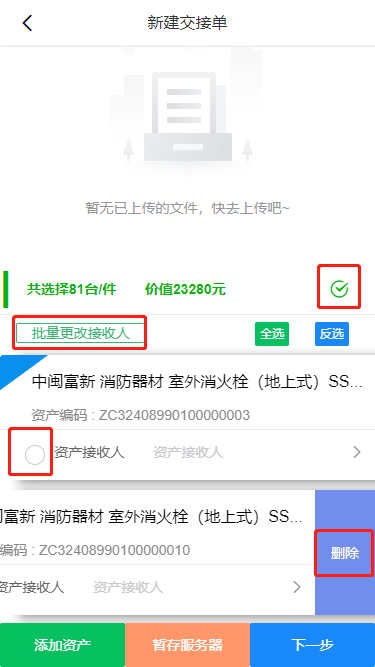 新建交接单
暂无已上传的文件，快去上传吧~
共选择81台/件 价值23280元
批量更改接收人 全选 反选
中闽富新 消防器材 室外消火栓（地上式）SS...
资产编码 : ZC32408990100000003
资产接收人 资产接收人
富新 消防器材 室外消火栓（地上式）SS...
编码 : ZC32408990100000010
删除
资产接收人 资产接收人
添加资产 暂存服务器 下一步